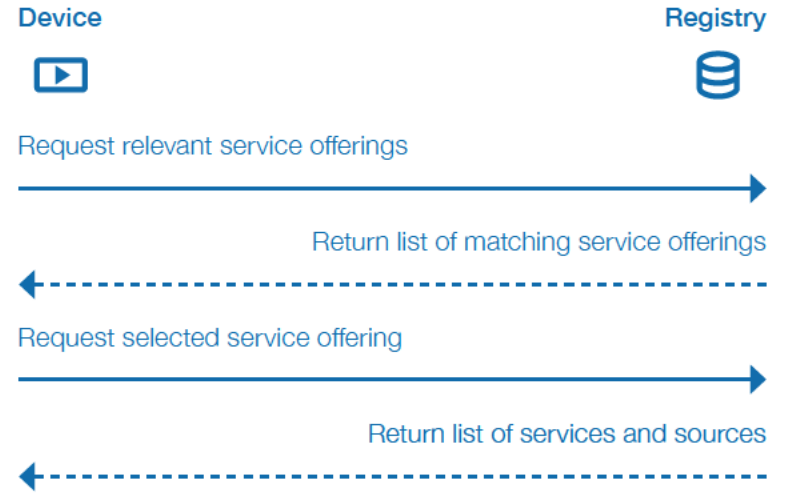 Device
Registry
Request relevant service offerings
Return list of matching service offerings
Request selected service offering
Return list of services and sources